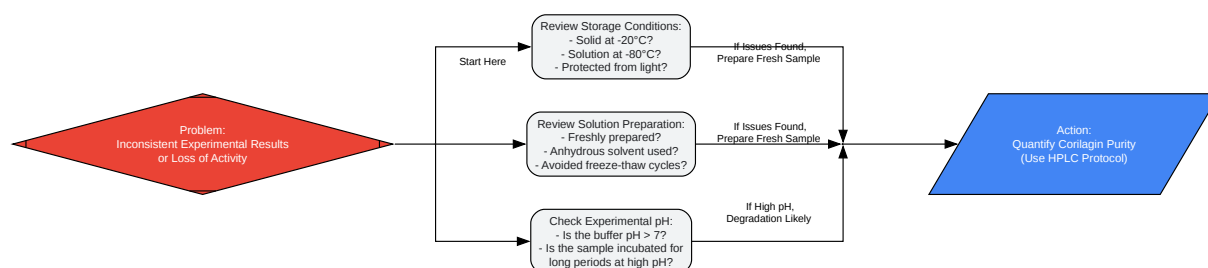 Problem:
Inconsistent Experimental Results
or Loss of Activity
Start Here
Review Storage Conditions:
- Solid at -20°C?
- Solution at -80°C?
- Protected from light?
If Issues Found,
Prepare Fresh Sample
Review Solution Preparation:
- Freshly prepared?
- Anhydrous solvent used?
- Avoided freeze-thaw cycles?
If Issues Found,
Prepare Fresh Sample
Check Experimental pH:
- Is the buffer pH > 7?
- Is the sample incubated for
long periods at high pH?
If High pH,
Degradation Likely
Action:
Quantify Corilagin Purity
(Use HPLC Protocol)